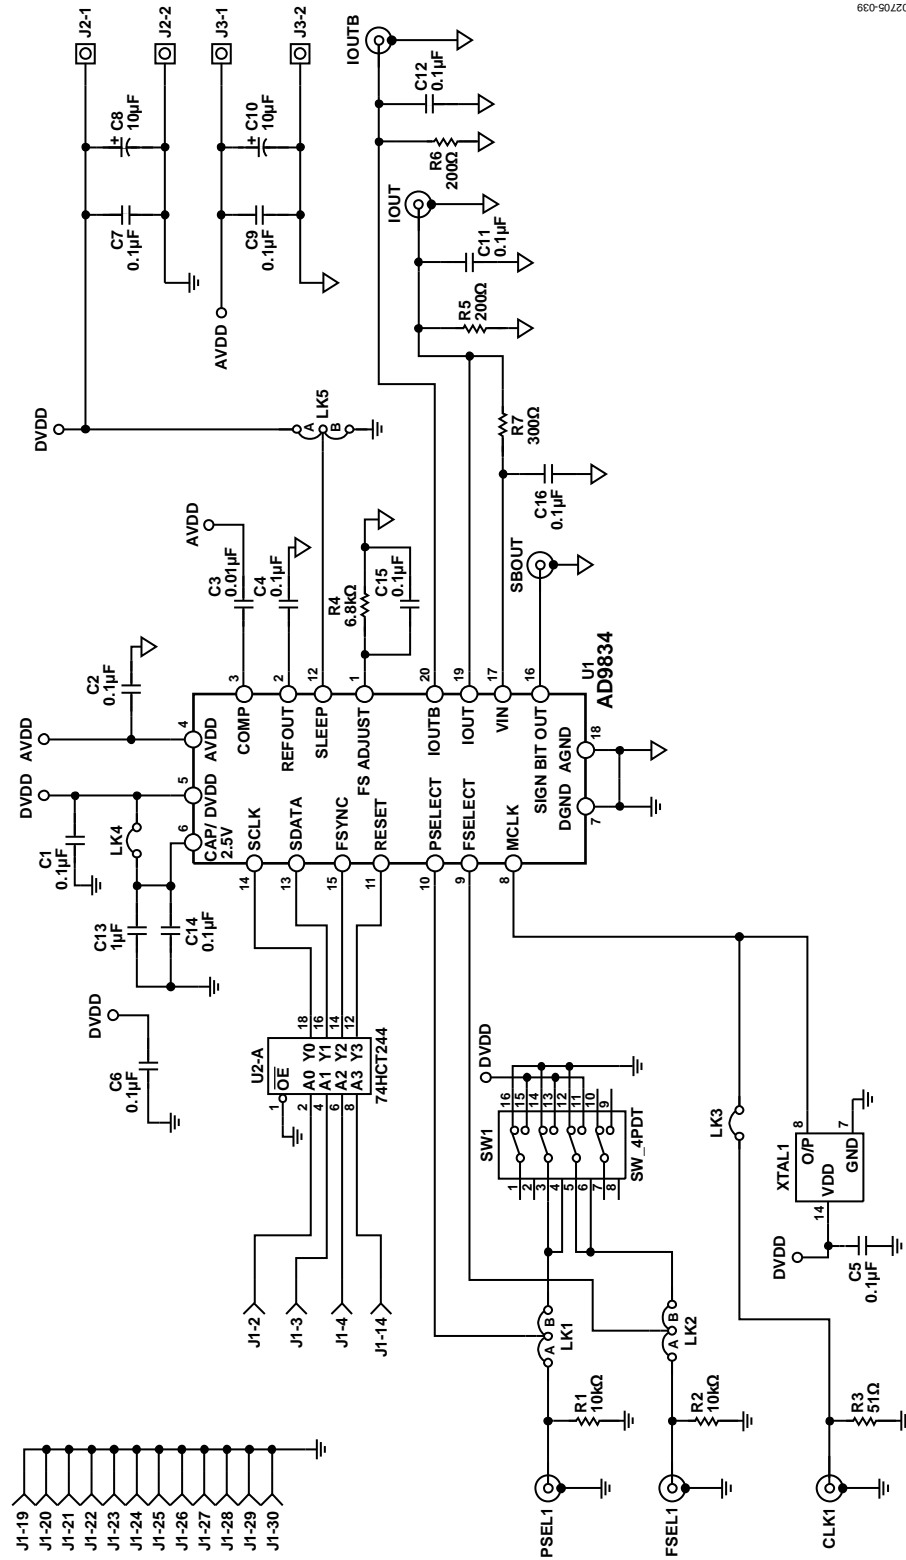 02705-039
J2-1
J2-2
J3-1
J3-2
C8
10µF
+
C10
10µF
+
C7
0.1µF
C9
0.1µF
AVDD
DVDD
LK5
A
B
IOUTB
C12
0.1µF
R6
200Ω
IOUT
C11
0.1µF
R5
200Ω
R7
300Ω
C16
0.1µF
SBOUT
AVDD
C3
0.01µF
C4
0.1µF
R4
6.8kΩ
C15
0.1µF
AVDD
C2
0.1µF
DVDD
C1
0.1µF
LK4
C13
1µF
C14
0.1µF
DVDD
C6
0.1µF
U1
AD9834
4
AVDD
5
DVDD
6
CAP/
2.5V
3
COMP
2
REFOUT
12
SLEEP
1
FS ADJUST
20
IOUTB
19
IOUT
17
VIN
16
SIGN BIT OUT
18
AGND
7
DGND
14
SCLK
13
SDATA
15
FSYNC
11
RESET
10
PSELECT
9
FSELECT
8
MCLK
U2-A
74HCT244
1
OE
2
A0
Y0
18
4
A1
Y1
16
6
A2
Y2
14
8
A3
Y3
12
J1-2
J1-3
J1-4
J1-14
DVDD
SW1
SW_4PDT
16
15
14
13
12
11
10
9
1
2
3
4
5
6
7
8
LK1
A
B
LK2
A
B
LK3
XTAL1
O/P
8
VDD
14
GND
7
DVDD
C5
0.1µF
R1
10kΩ
R2
10kΩ
R3
51Ω
PSEL1
FSEL1
CLK1
J1-19
J1-20
J1-21
J1-22
J1-23
J1-24
J1-25
J1-26
J1-27
J1-28
J1-29
J1-30